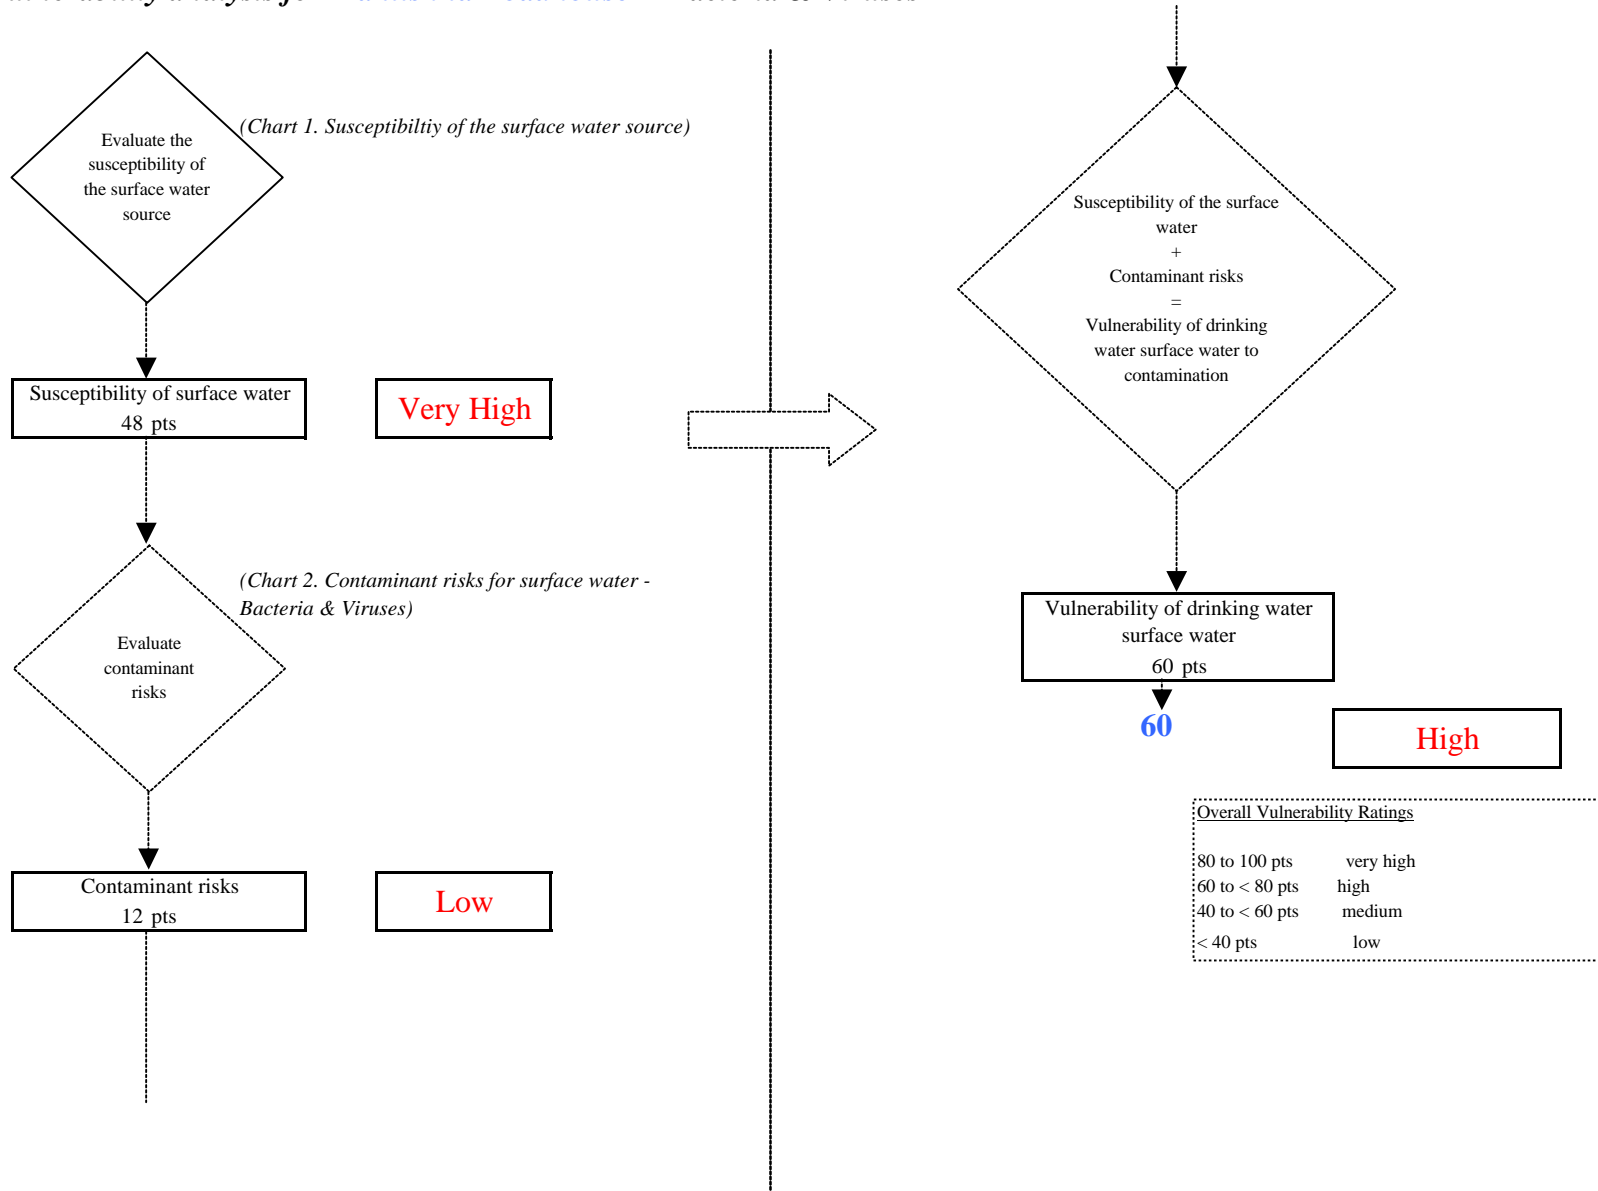 analysis for
(Chart 1. Susceptibiltiy of the surface water source)
Evaluate the
susceptibility of
the surface water
source
Susceptibility of surface water
48 pts
Very High
(Chart 2. Contaminant risks for surface water -
Bacteria & Viruses)
Evaluate
contaminant
risks
Contaminant risks
12 pts
Low
Susceptibility of the surface
water
+
Contaminant risks
=
Vulnerability of drinking
water surface water to
contamination
Vulnerability of drinking water
surface water
60 pts
60
High
Overall Vulnerability Ratings
80 to 100 pts very high
60 to < 80 pts high
40 to < 60 pts medium
< 40 pts low